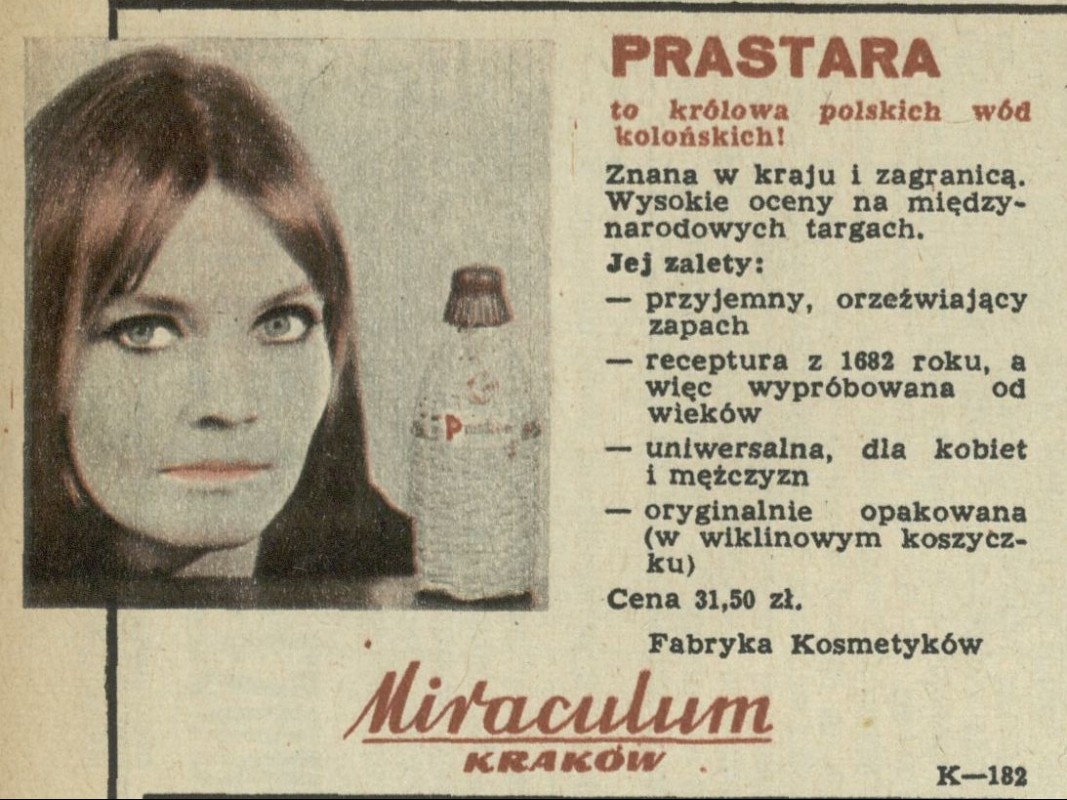 PRASTARA
to królowa polskich wód
kolońskich!
Znana w kraju i zagranicą.
Wysokie oceny na między-
narodowych targach.
Jej zalety:
— przyjemny, orzeźwiający
zapach
— receptura z 1682 roku, a
więc wypróbowana od
wieków
— uniwersalna, dla kobiet
i mężczyzn
— oryginalnie opakowana
(w wiklinowym koszycz-
ku)
Cena 31,50 zł.
Fabryka Kosmetyków
Miraculum
KRAKÓW
K—182